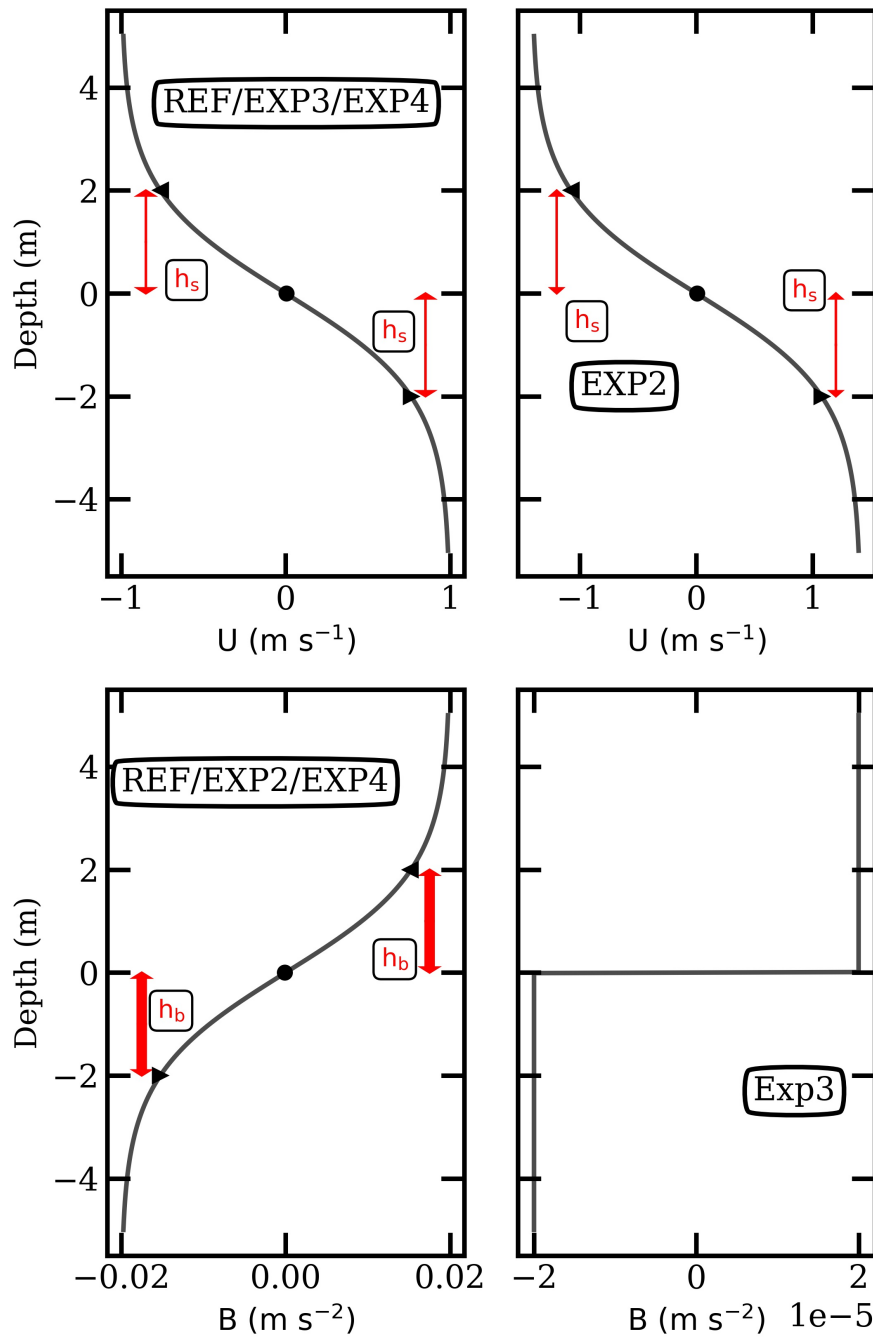 REF/EXP3/EXP4
4
2
0
−2
−4
Depth (m)
hs
hs
−1 0 1
U (m s−1)
hs
hs
EXP2
−1 0 1
U (m s−1)
REF/EXP2/EXP4
4
2
0
−2
−4
Depth (m)
hb
hb
−0.02 0.00 0.02
B (m s−2)
Exp3
−2 0 2
B (m s−2) 1e−5